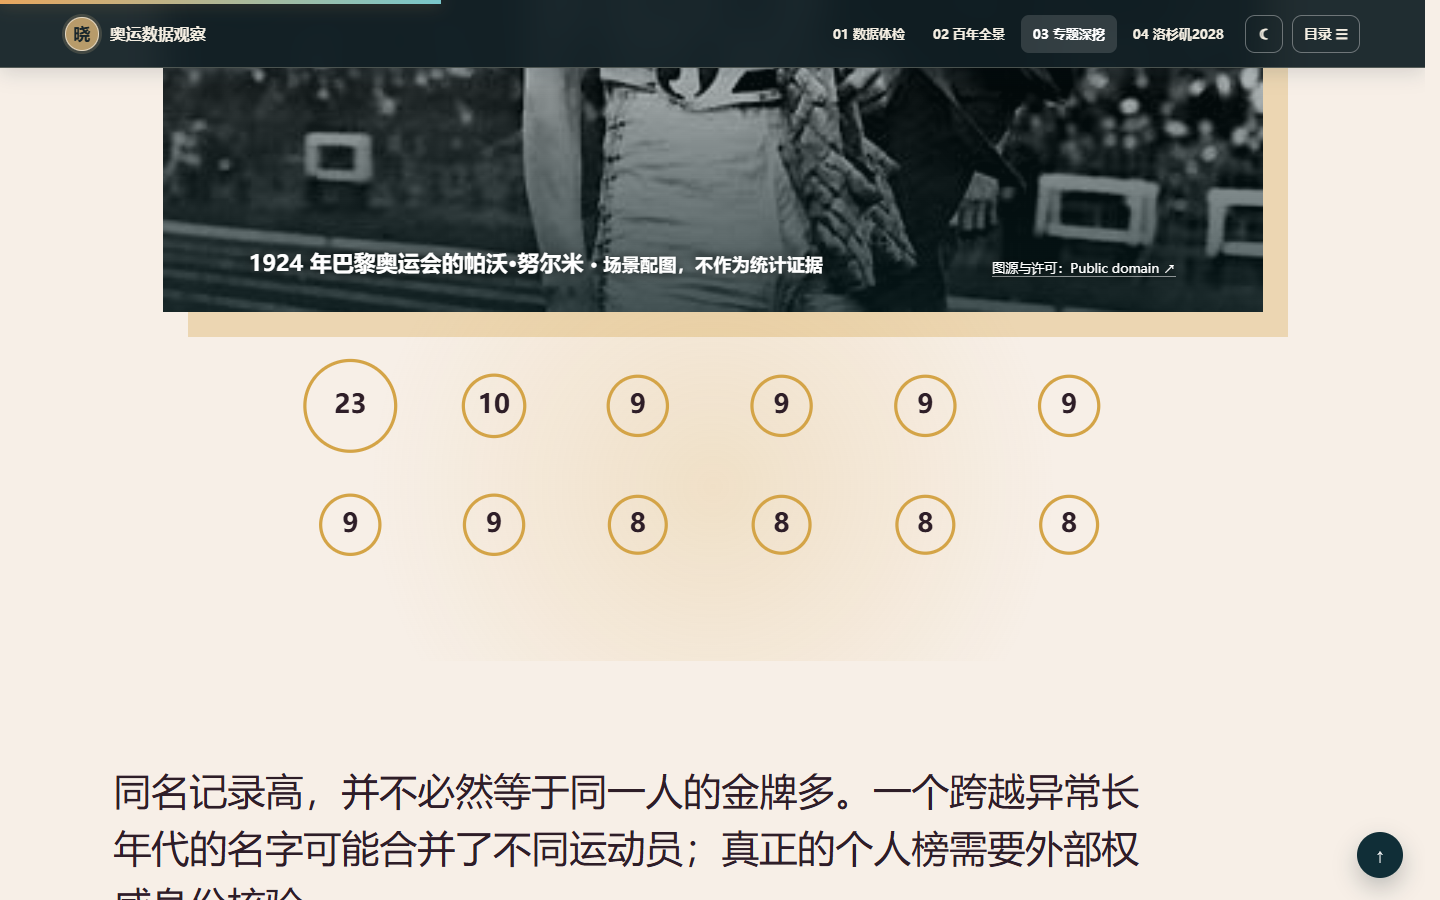 晓 奥运数据观察 01 数据体检 02 百年全景 03 专题深挖 04 洛杉矶2028 目录 ☰
1924 年巴黎奥运会的帕沃•努尔米 · 场景配图，不作为统计证据 图源与许可：Public domain ↗
23 10 9 9 9 9
9 9 8 8 8 8
同名记录高，并不必然等于同一人的金牌多。一个跨越异常长
年代的名字可能合并了不同运动员；真正的个人榜需要外部权
↑